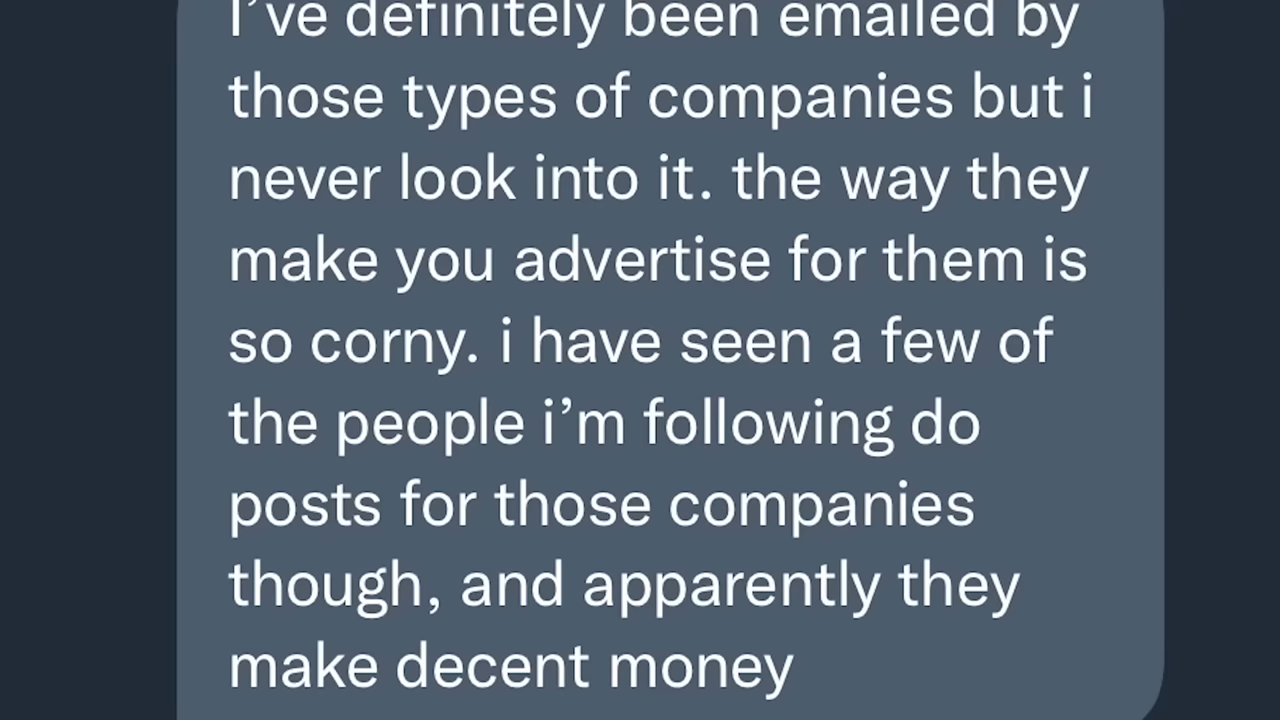 I’ve definitely been emailed by
those types of companies but i
never look into it. the way they
make you advertise for them is
so corny. i have seen a few of
the people i’m following do
posts for those companies
though, and apparently they
make decent money